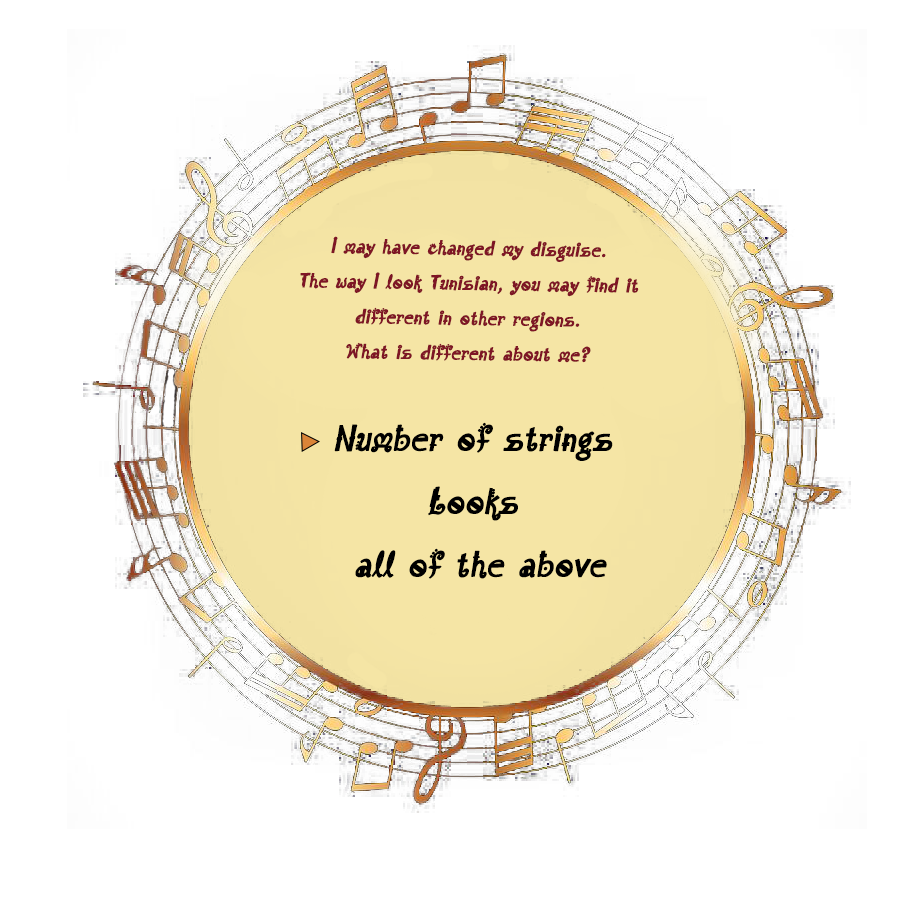 I may have changed my disguise.
The way I look Tunisian, you may find it
different in other regions.
What is different about me?
Number of strings
Looks
all of the above